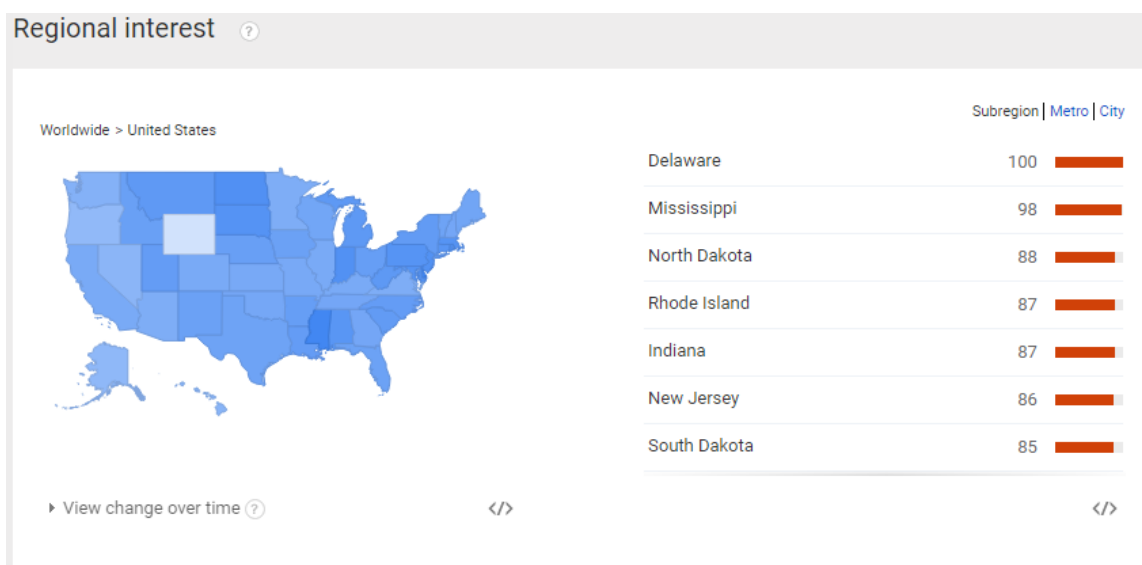 Regional interest ?
Subregion | Metro | City
Worldwide > United States
Delaware 100
Mississippi 98
North Dakota 88
Rhode Island 87
Indiana 87
New Jersey 86
South Dakota 85
View change over time ?
</> </>